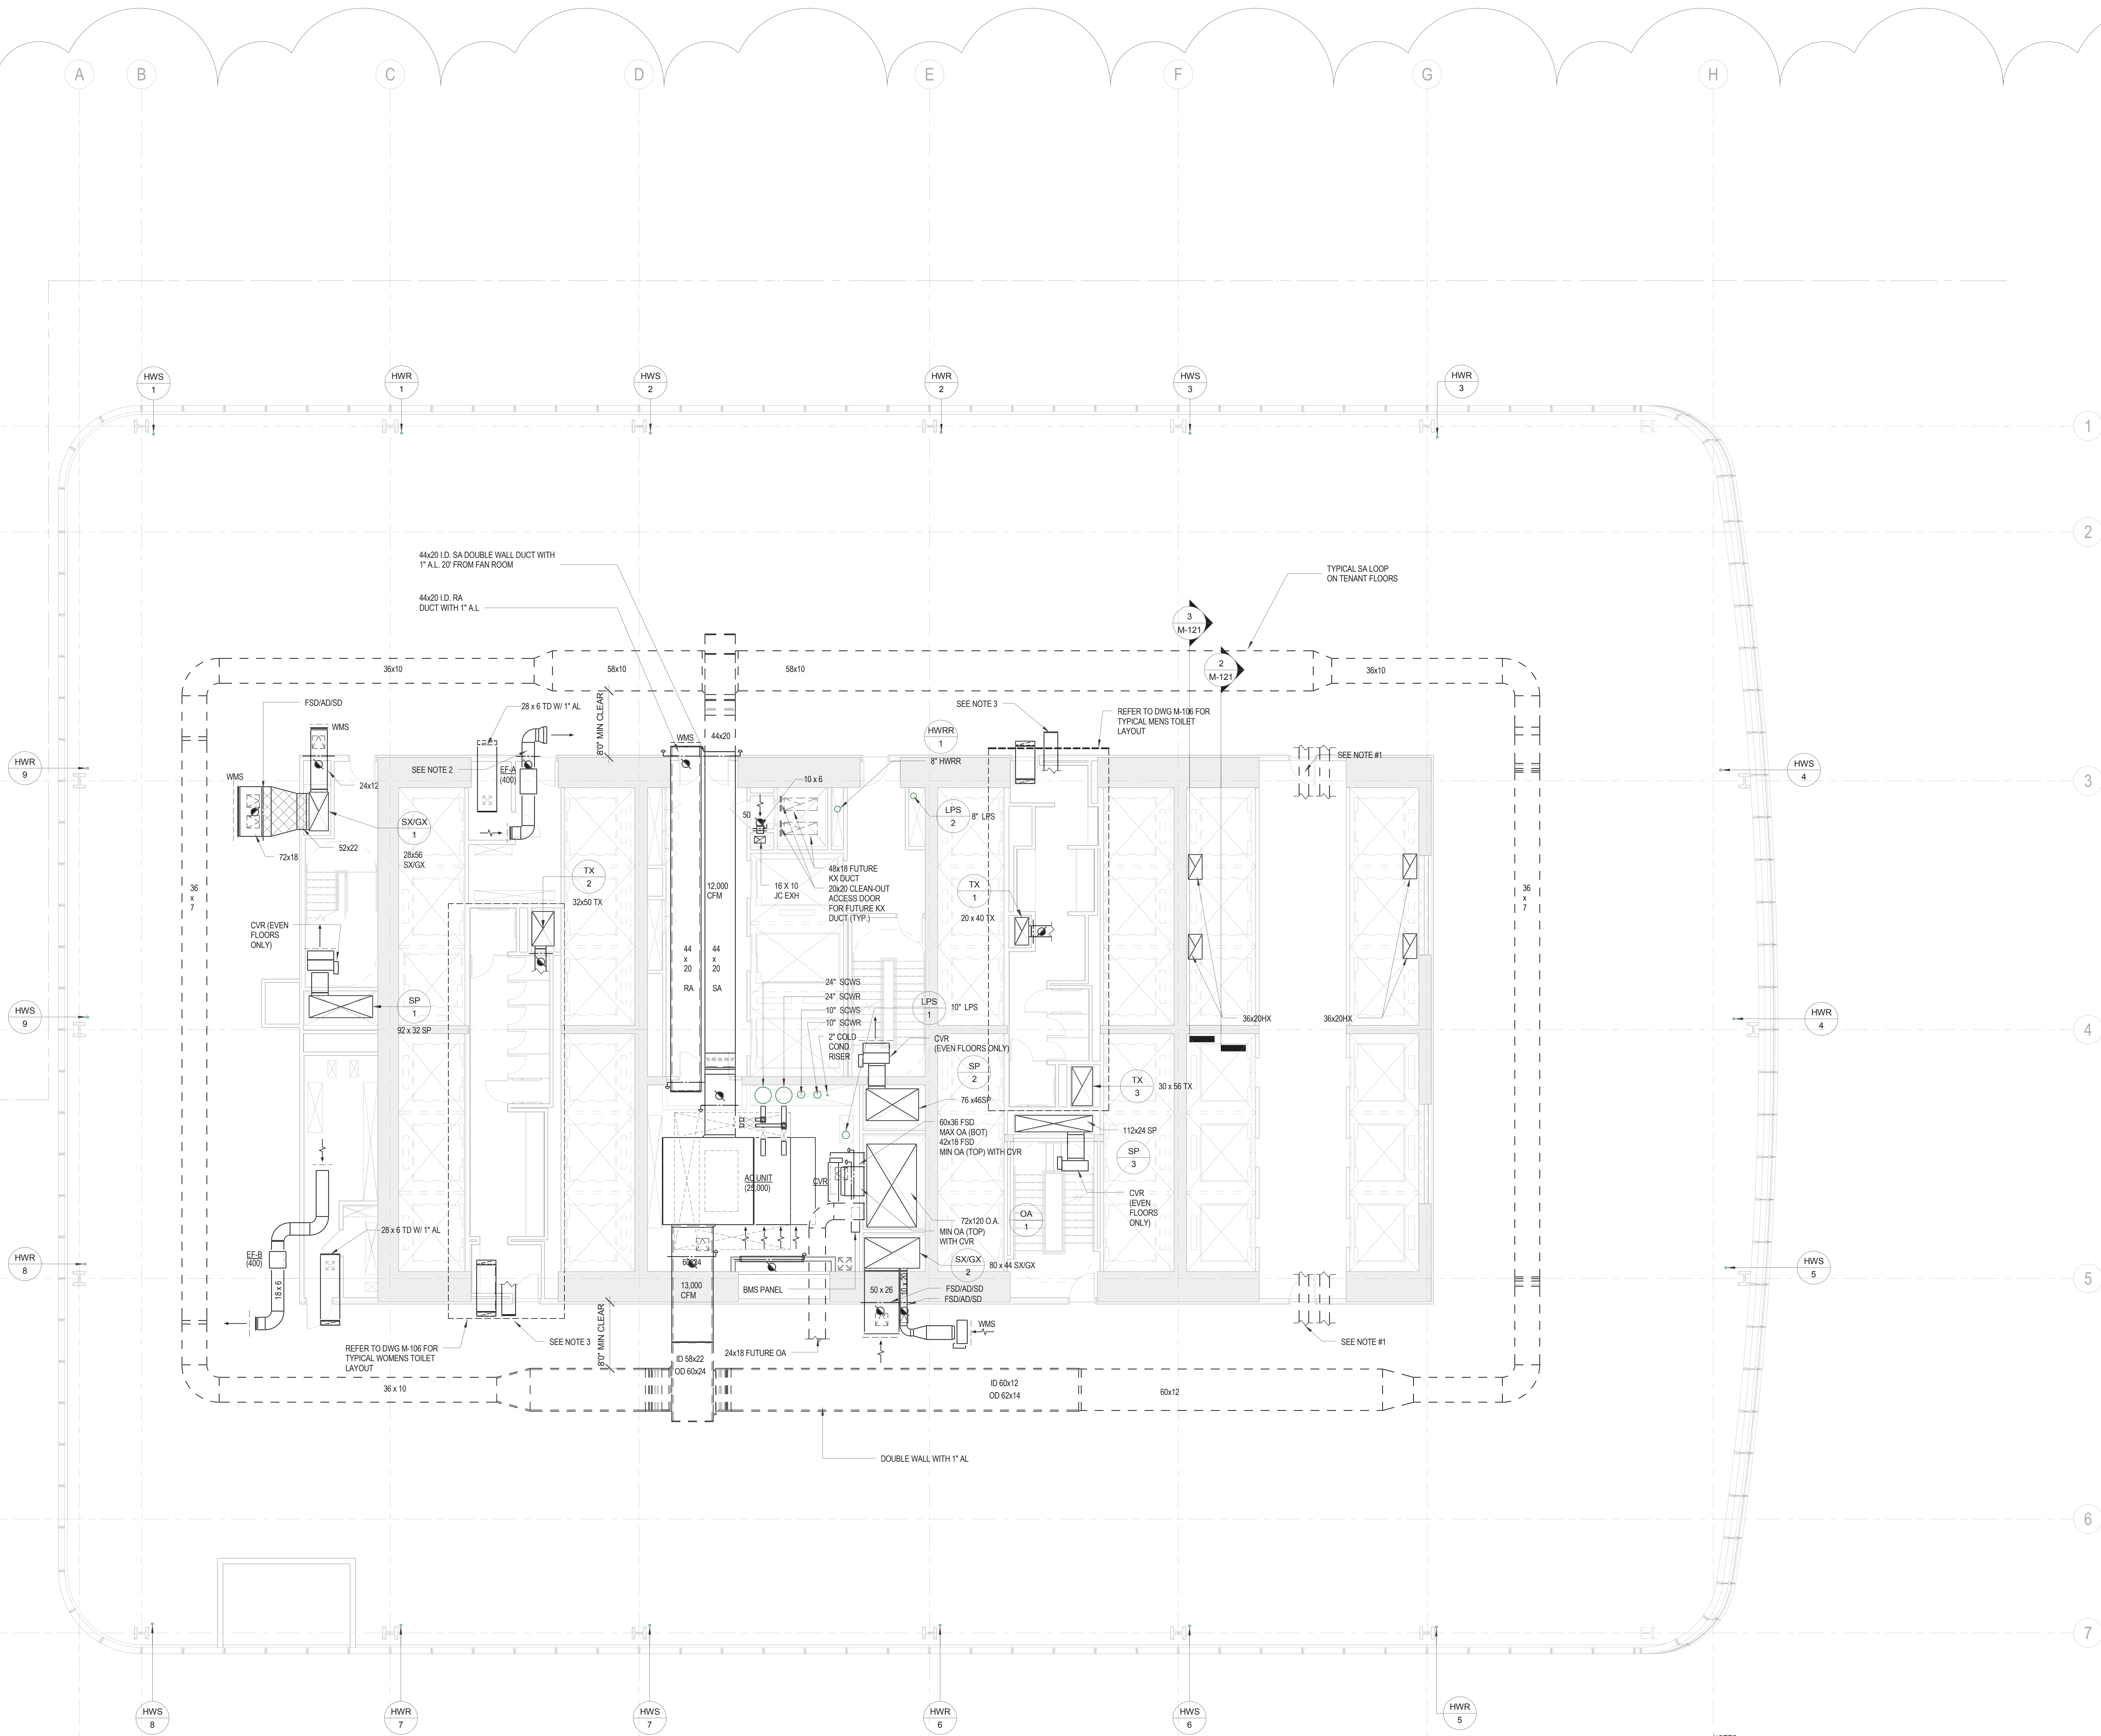 A
B
C
D
E
F
G
H
HWS
1
HWR
1
HWS
2
HWR
2
HWS
3
HWR
3
1
2
44x20 I.D. SA DOUBLE WALL DUCT WITH
1" A.L. 20' FROM FAN ROOM
44x20 I.D. RA
DUCT WITH 1" A.L
TYPICAL SA LOOP
ON TENANT FLOORS
3
M-121
2
M-121
36x10
58x10
58x10
36x10
FSD/AD/SD
WMS
28 x 6 TD W/ 1" AL
8'0" MIN CLEAR
SEE NOTE 3
REFER TO DWG M-106 FOR
TYPICAL MENS TOILET
LAYOUT
WMS
44x20
HWRR
1
SEE NOTE #1
8" HWRR
HWR
9
WMS
24x12
SEE NOTE 2
EF-A
(400)
10 x 6
HWS
4
3
50
LPS
2
8" LPS
SX/GX
1
28x56
SX/GX
52x22
72x18
48x18 FUTURE
KX DUCT
20x20 CLEAN-OUT
ACCESS DOOR
FOR FUTURE KX
DUCT (TYP.)
16 X 10
JC EXH
TX
2
32x50 TX
12,000
CFM
TX
1
20 x 40 TX
36
x
7
36
x
7
CVR (EVEN
FLOORS
ONLY)
44
x
20
RA
44
x
20
SA
24" SCWS
24" SCWR
10" SCWS
10" SCWR
2" COLD
COND.
RISER
LPS
1
10" LPS
36x20HX
36x20HX
HWS
9
SP
1
92 x 32 SP
HWR
4
4
CVR
(EVEN FLOORS ONLY)
SP
2
76 x46SP
TX
3
30 x 56 TX
60x36 FSD
MAX OA (BOT)
42x18 FSD
MIN OA (TOP) WITH CVR
112x24 SP
SP
3
AC UNIT
(25,000)
CVR
CVR
(EVEN
FLOORS
ONLY)
72x120 O.A.
MIN OA (TOP)
WITH CVR
OA
1
28 x 6 TD W/ 1" AL
EF-B
(400)
18 x 6
HWR
8
60x24
13,000
CFM
BMS PANEL
SX/GX
2
80 x 44 SX/GX
50 x 26
10 x 20
FSD/AD/SD
FSD/AD/SD
HWS
5
5
WMS
8'0" MIN CLEAR
REFER TO DWG M-106 FOR
TYPICAL WOMENS TOILET
LAYOUT
SEE NOTE 3
24x18 FUTURE OA
SEE NOTE #1
ID 58x22
OD 60x24
36 x 10
ID 60x12
OD 62x14
60x12
DOUBLE WALL WITH 1" AL
6
7
HWS
8
HWR
7
HWS
7
HWR
6
HWS
6
HWR
5